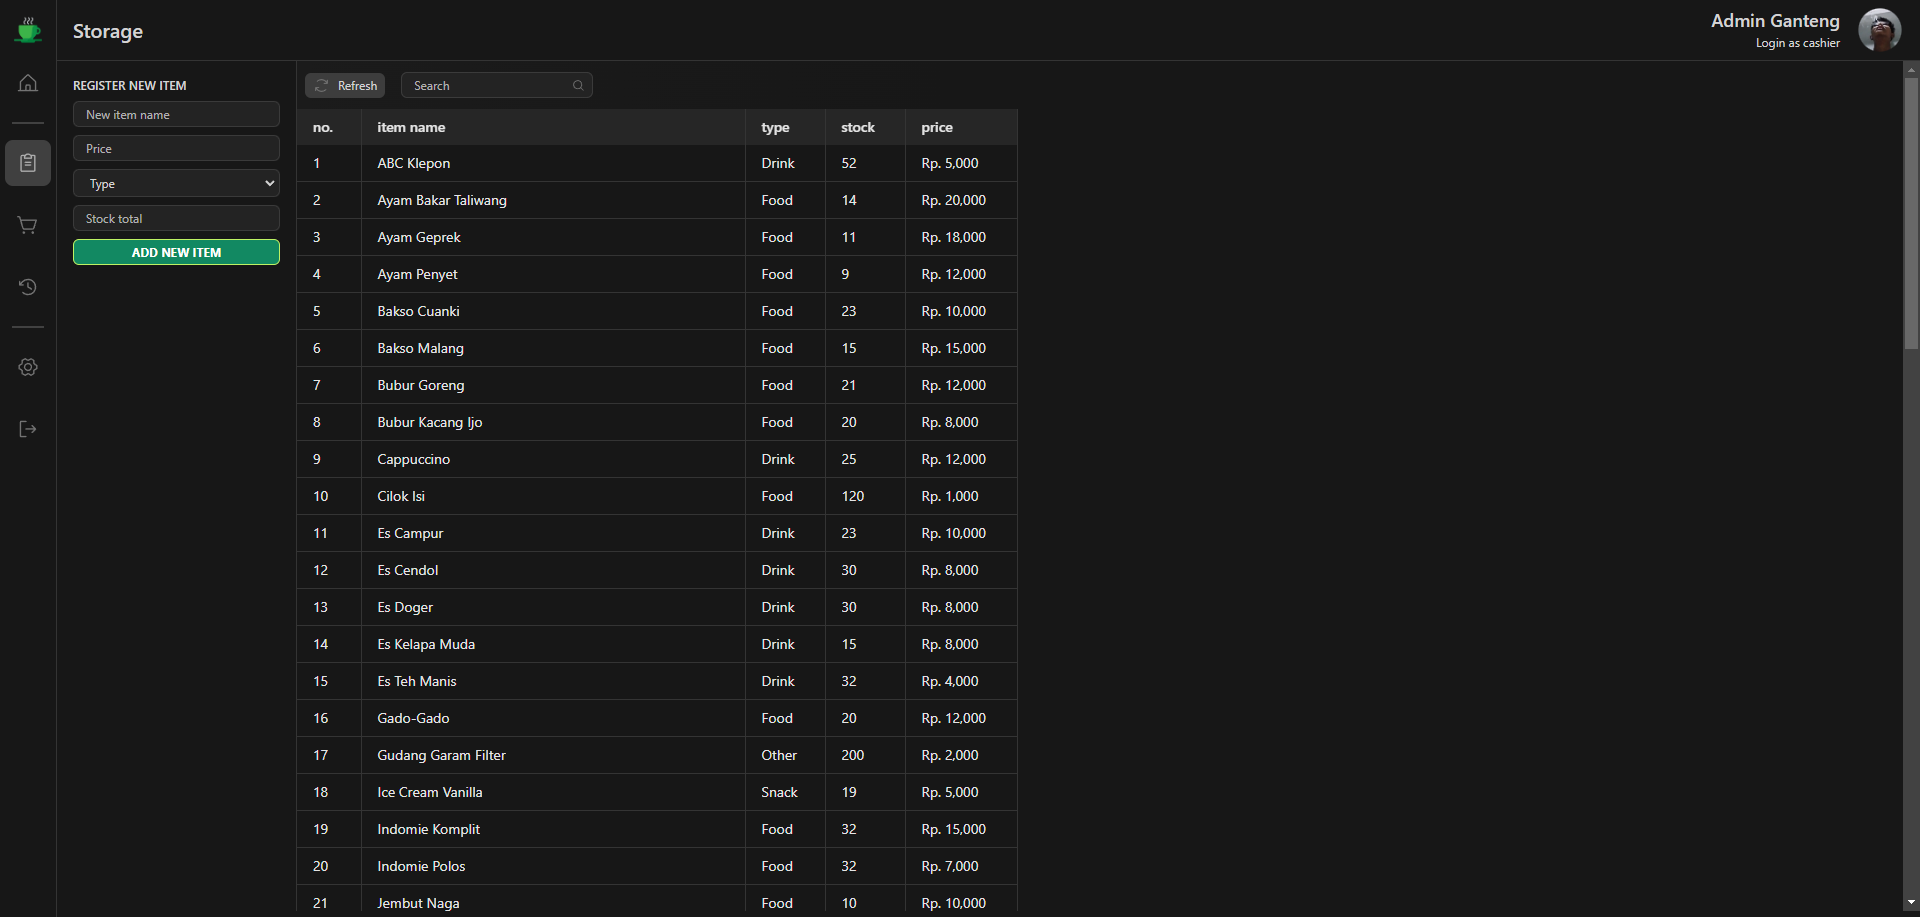 Storage
Admin Ganteng
Login as cashier
REGISTER NEW ITEM
New item name
Price
Type
Stock total
ADD NEW ITEM
Refresh
Search
no. item name type stock price
1 ABC Klepon Drink 52 Rp. 5,000
2 Ayam Bakar Taliwang Food 14 Rp. 20,000
3 Ayam Geprek Food 11 Rp. 18,000
4 Ayam Penyet Food 9 Rp. 12,000
5 Bakso Cuanki Food 23 Rp. 10,000
6 Bakso Malang Food 15 Rp. 15,000
7 Bubur Goreng Food 21 Rp. 12,000
8 Bubur Kacang Ijo Food 20 Rp. 8,000
9 Cappuccino Drink 25 Rp. 12,000
10 Cilok Isi Food 120 Rp. 1,000
11 Es Campur Drink 23 Rp. 10,000
12 Es Cendol Drink 30 Rp. 8,000
13 Es Doger Drink 30 Rp. 8,000
14 Es Kelapa Muda Drink 15 Rp. 8,000
15 Es Teh Manis Drink 32 Rp. 4,000
16 Gado-Gado Food 20 Rp. 12,000
17 Gudang Garam Filter Other 200 Rp. 2,000
18 Ice Cream Vanilla Snack 19 Rp. 5,000
19 Indomie Komplit Food 32 Rp. 15,000
20 Indomie Polos Food 32 Rp. 7,000
21 Jembut Naga Food 10 Rp. 10,000